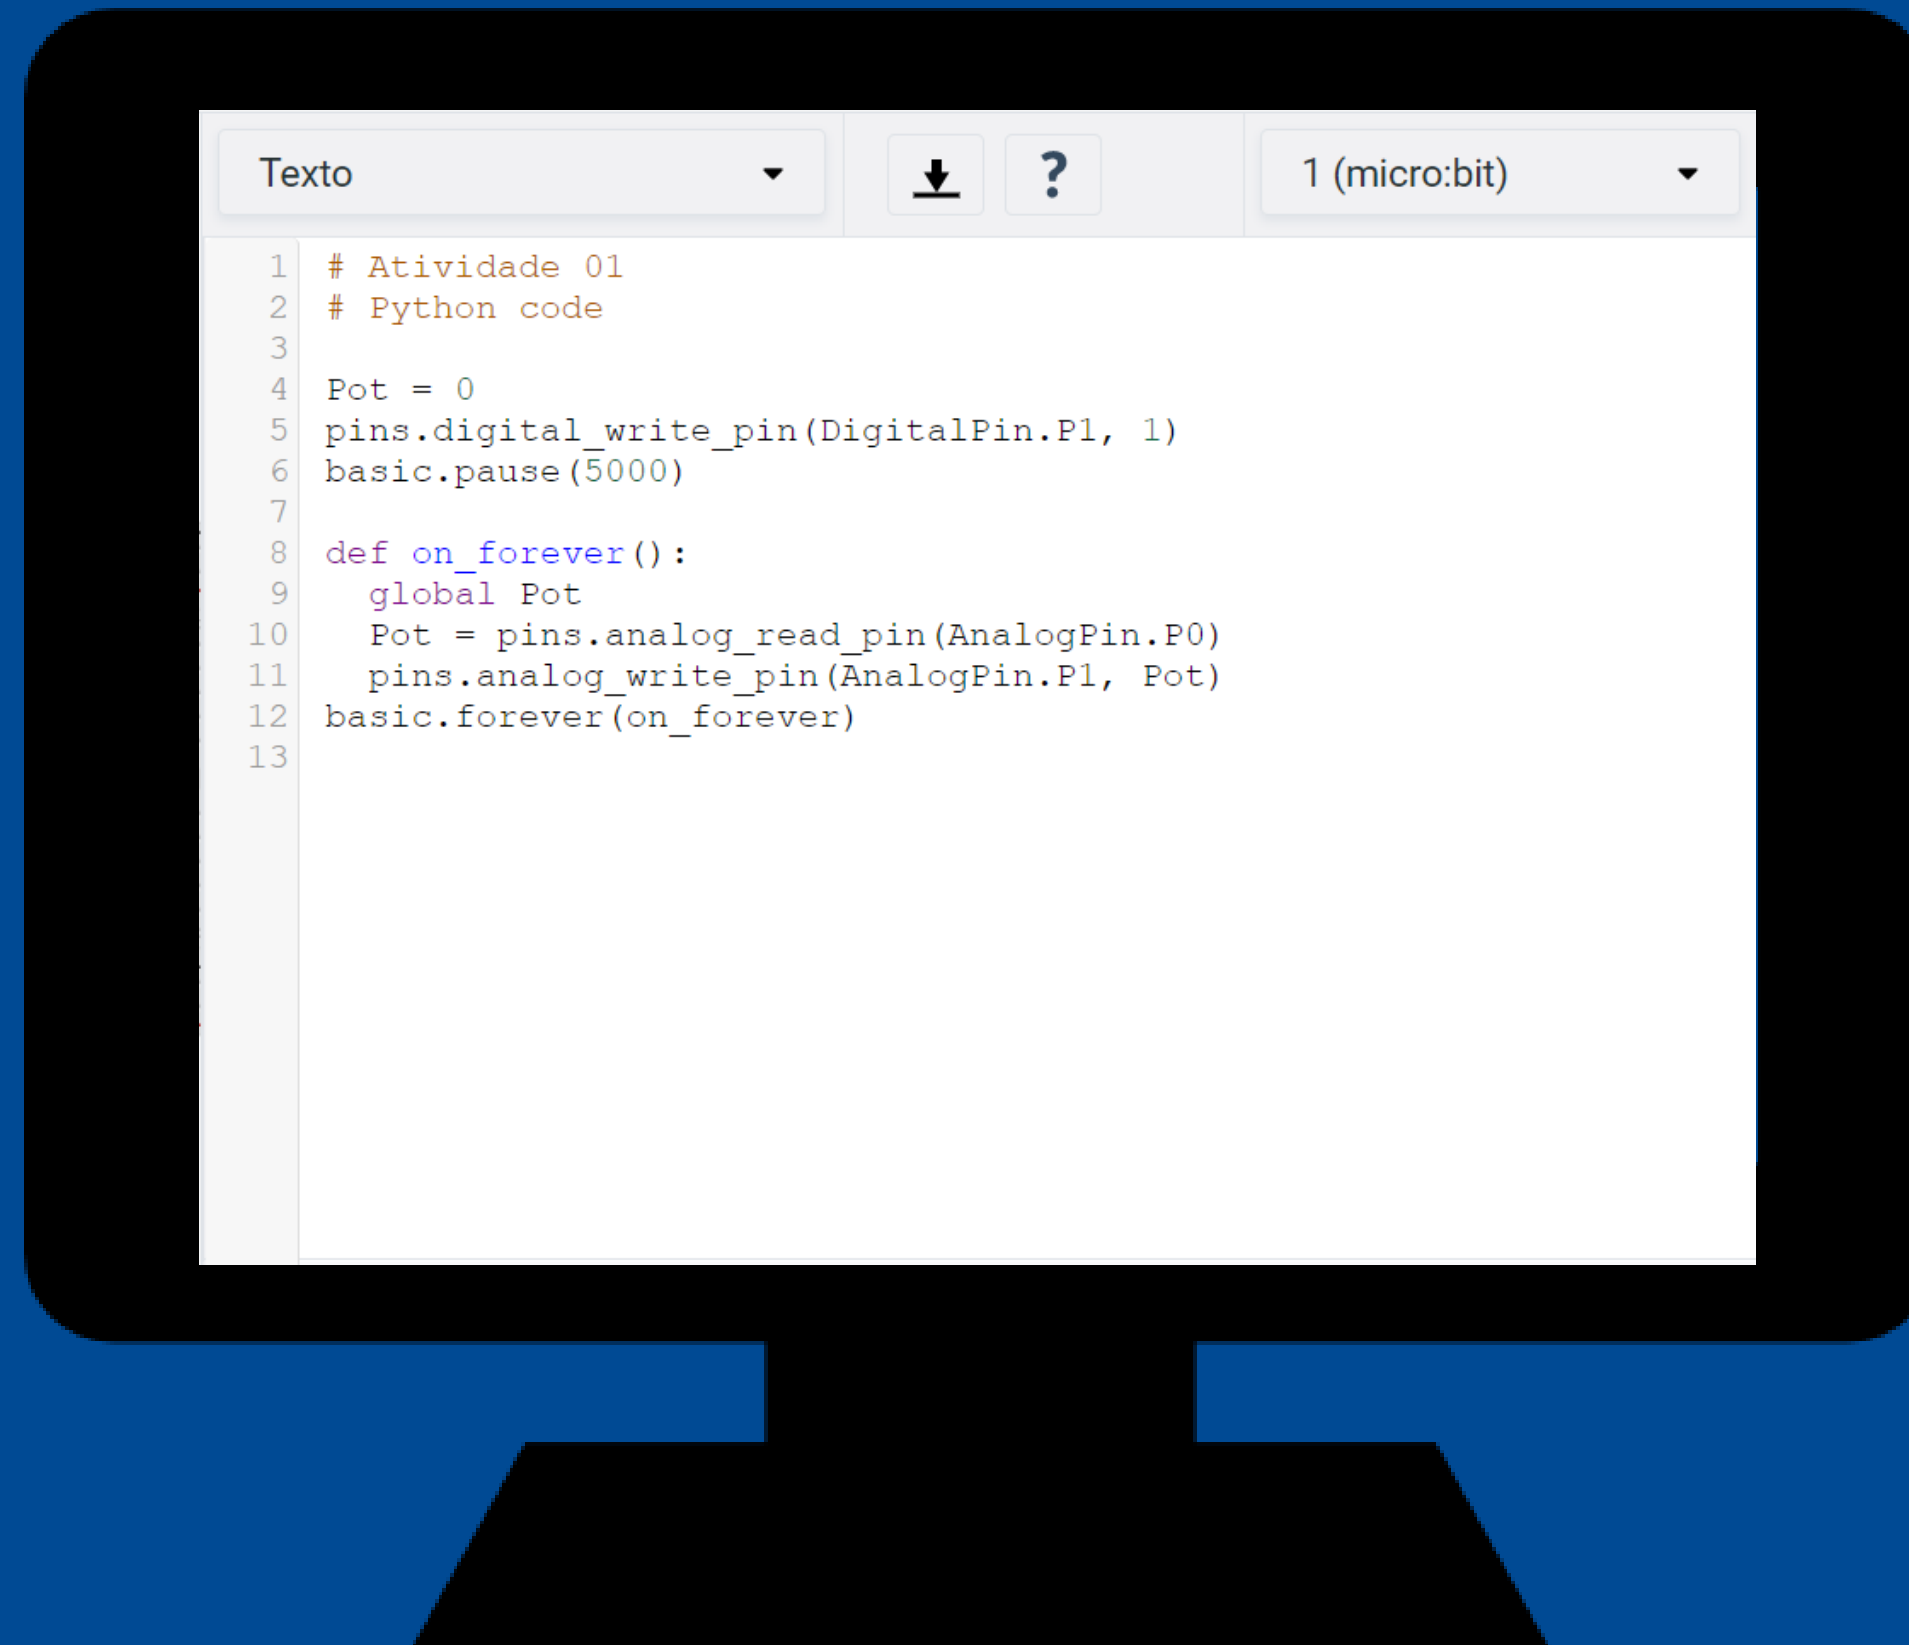 Texto
?
1 (micro:bit)
1 # Atividade 01
2 # Python code
3
4 Pot = 0
5 pins.digital_write_pin(DigitalPin.P1, 1)
6 basic.pause(5000)
7
8 def on_forever():
9   global Pot
10   Pot = pins.analog_read_pin(AnalogPin.P0)
11   pins.analog_write_pin(AnalogPin.P1, Pot)
12 basic.forever(on_forever)
13